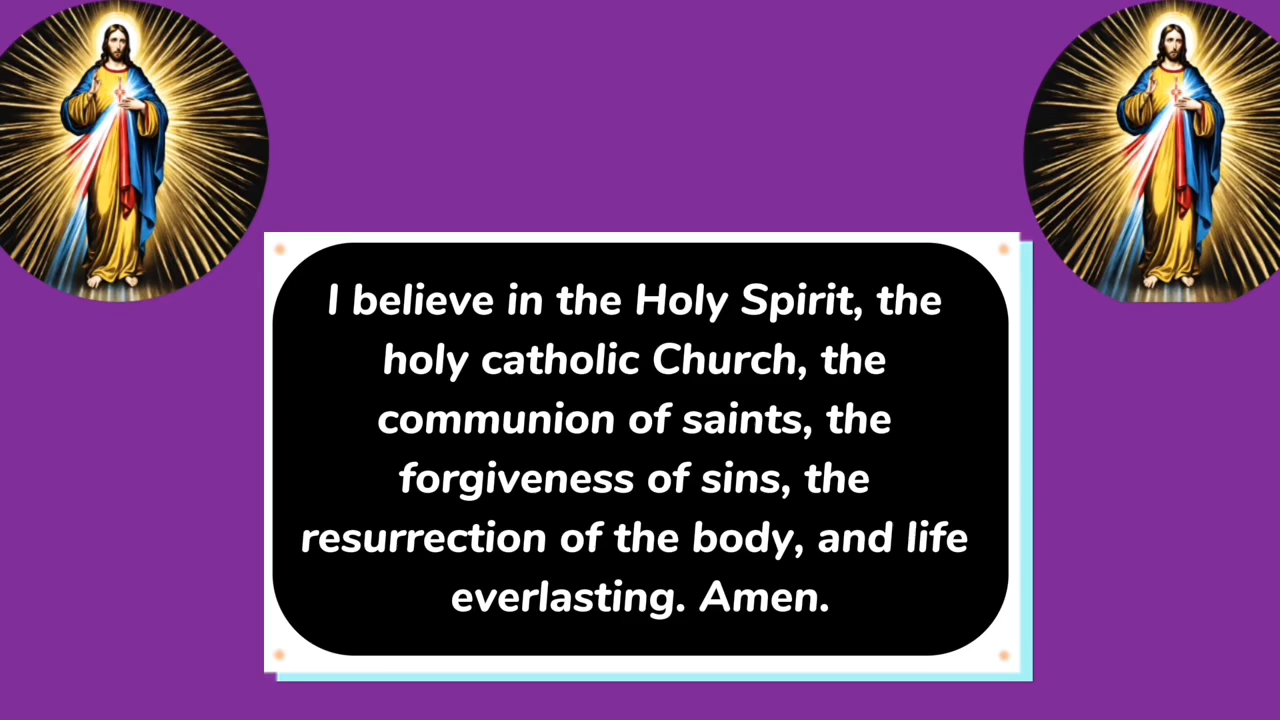 I believe in the Holy Spirit, the
holy catholic Church, the
communion of saints, the
forgiveness of sins, the
resurrection of the body, and life
everlasting. Amen.